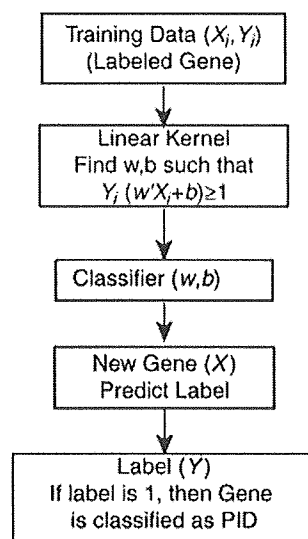 Training Data (Xi,Yi)
(Labeled Gene)
Linear Kernel
Find w,b such that
Yi (w'Xi+b)≥1
Classifier (w,b)
New Gene (X)
Predict Label
Label (Y)
If label is 1, then Gene
is classified as PID